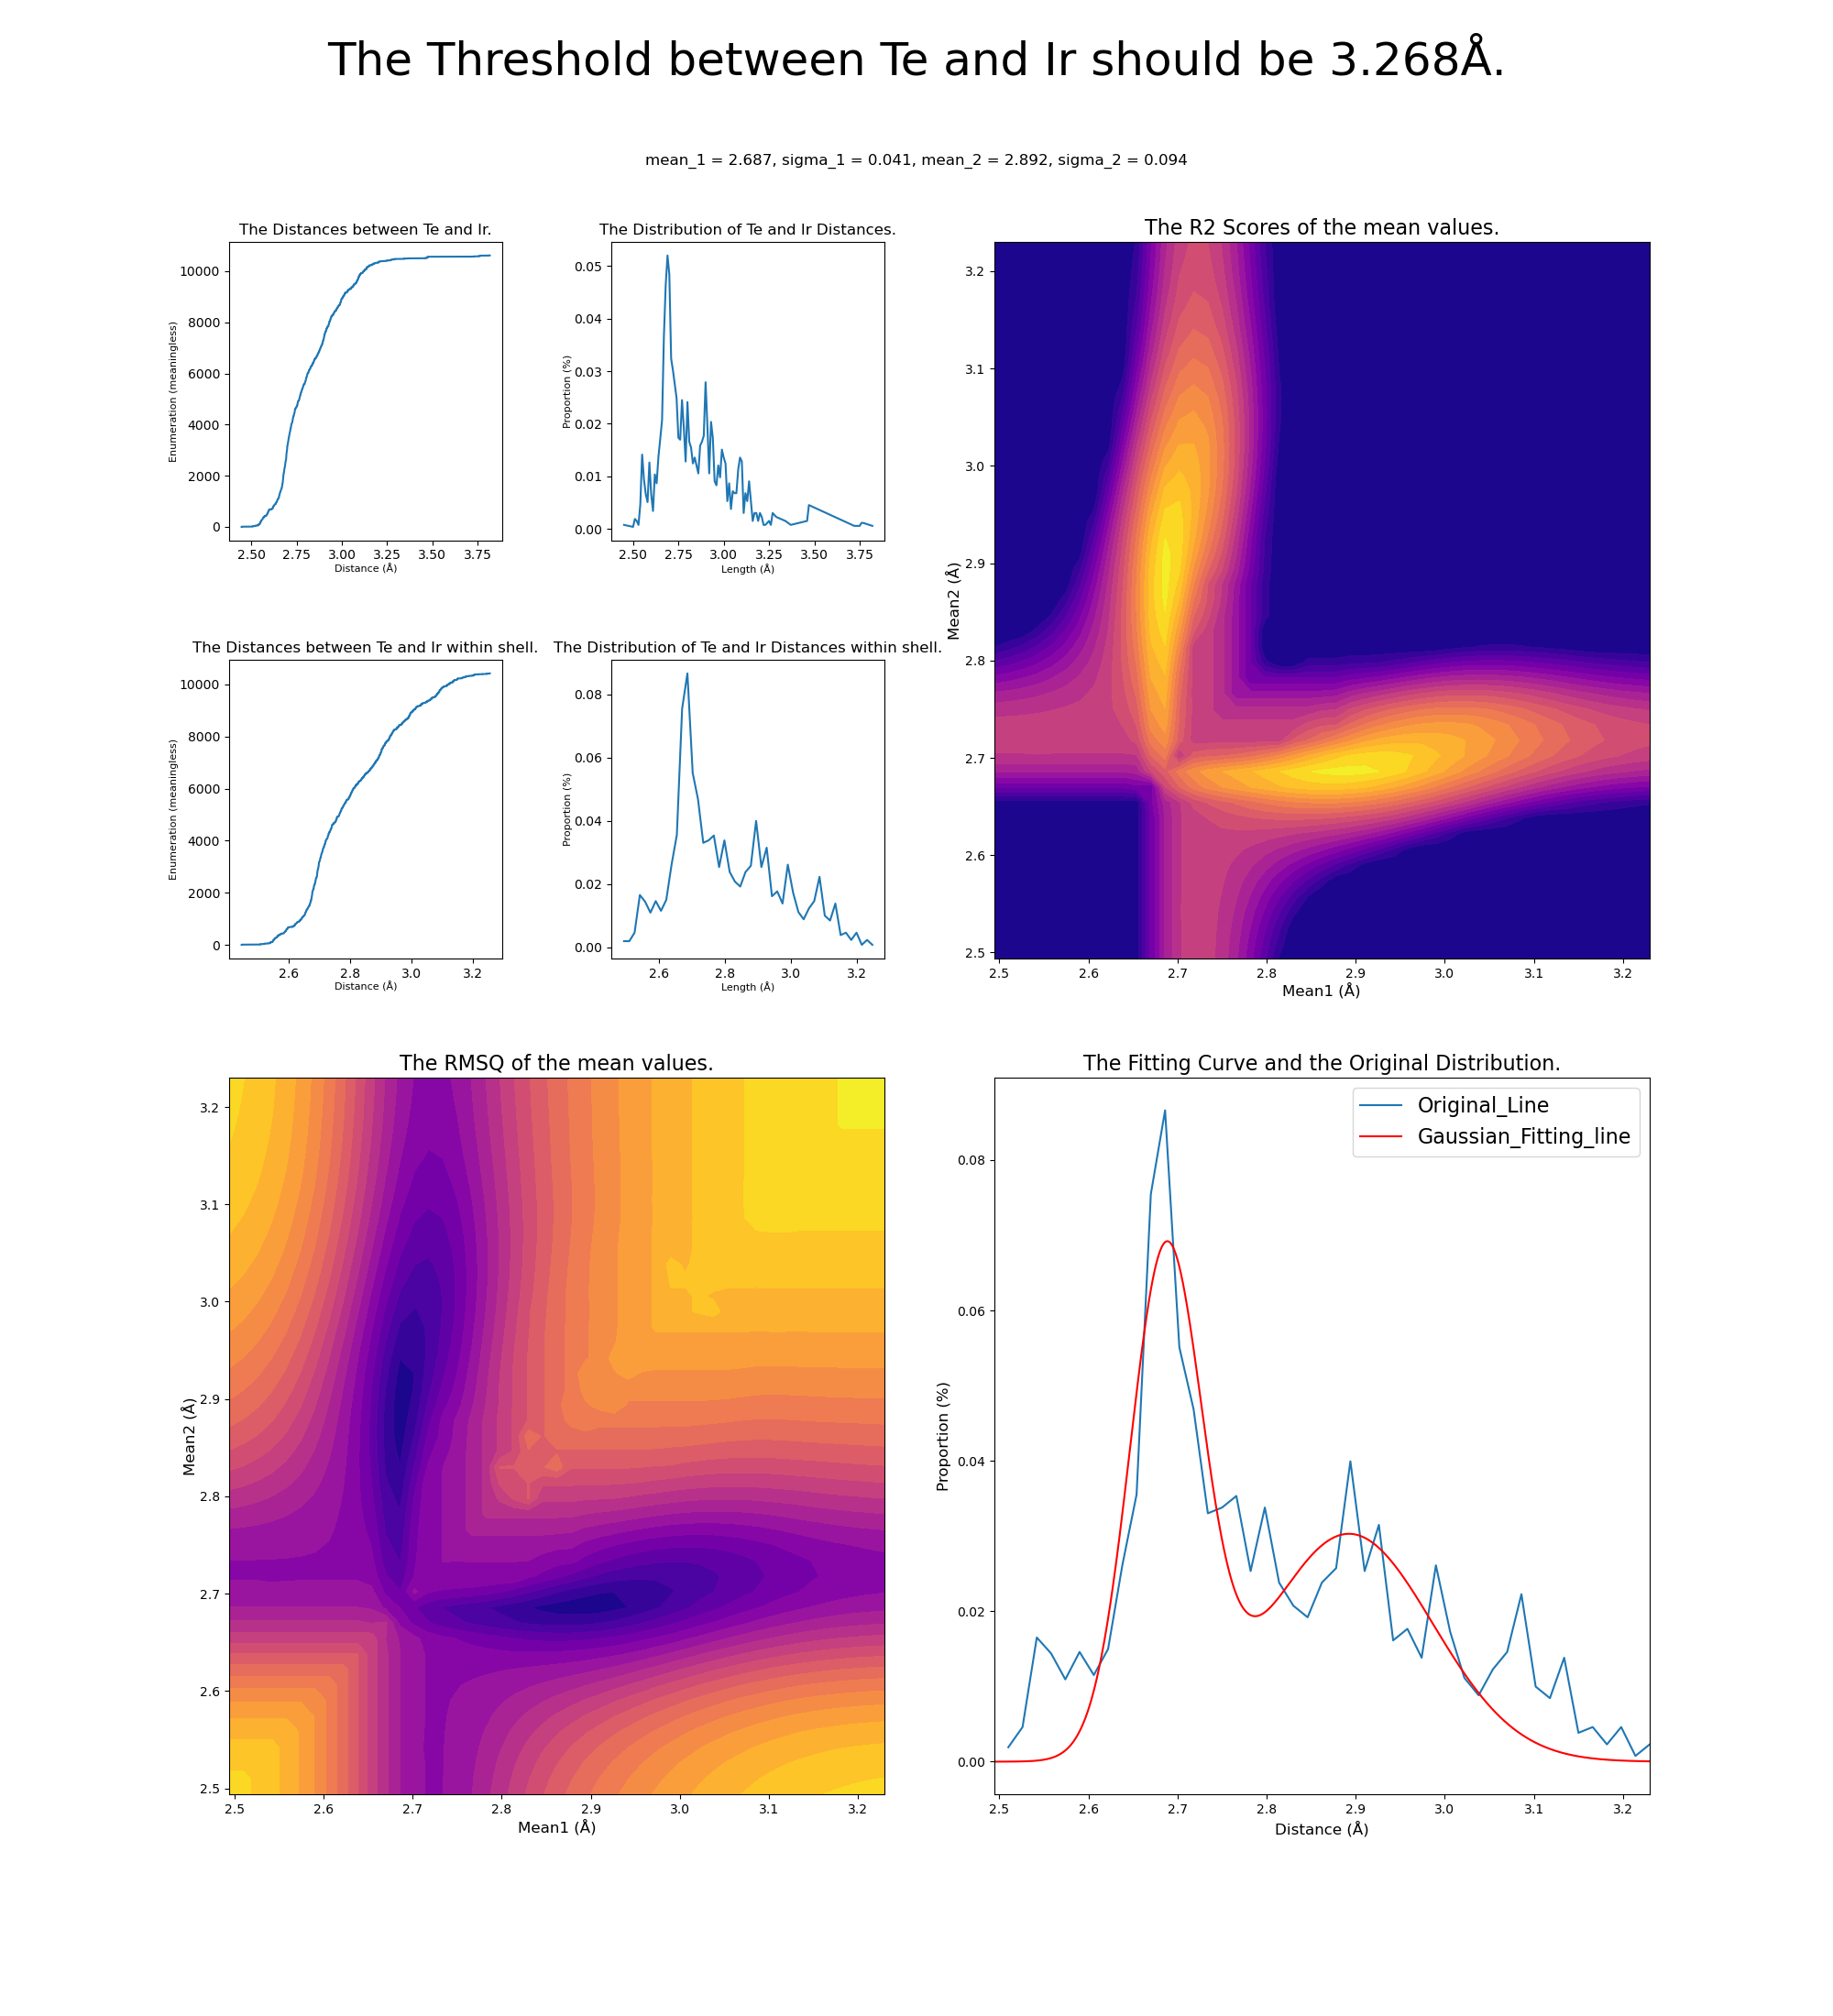 The Threshold between Te and Ir should be 3.268Å.
mean_1 = 2.687, sigma_1 = 0.041, mean_2 = 2.892, sigma_2 = 0.094
The Distances between Te and Ir.
Enumeration (meaningless)
10000
8000
6000
4000
2000
0
2.50 2.75 3.00 3.25 3.50 3.75
Distance (Å)
The Distribution of Te and Ir Distances.
Proportion (%)
0.05
0.04
0.03
0.02
0.01
0.00
2.50 2.75 3.00 3.25 3.50 3.75
Length (Å)
The R2 Scores of the mean values.
Mean2 (Å)
3.2
3.1
3.0
2.9
2.8
2.7
2.6
2.5
2.5 2.6 2.7 2.8 2.9 3.0 3.1 3.2
Mean1 (Å)
The Distances between Te and Ir within shell.
Enumeration (meaningless)
10000
8000
6000
4000
2000
0
2.6 2.8 3.0 3.2
Distance (Å)
The Distribution of Te and Ir Distances within shell.
Proportion (%)
0.08
0.06
0.04
0.02
0.00
2.6 2.8 3.0 3.2
Length (Å)
The RMSQ of the mean values.
Mean2 (Å)
3.2
3.1
3.0
2.9
2.8
2.7
2.6
2.5
2.5 2.6 2.7 2.8 2.9 3.0 3.1 3.2
Mean1 (Å)
The Fitting Curve and the Original Distribution.
Original_Line
Gaussian_Fitting_line
Proportion (%)
0.08
0.06
0.04
0.02
0.00
2.5 2.6 2.7 2.8 2.9 3.0 3.1 3.2
Distance (Å)